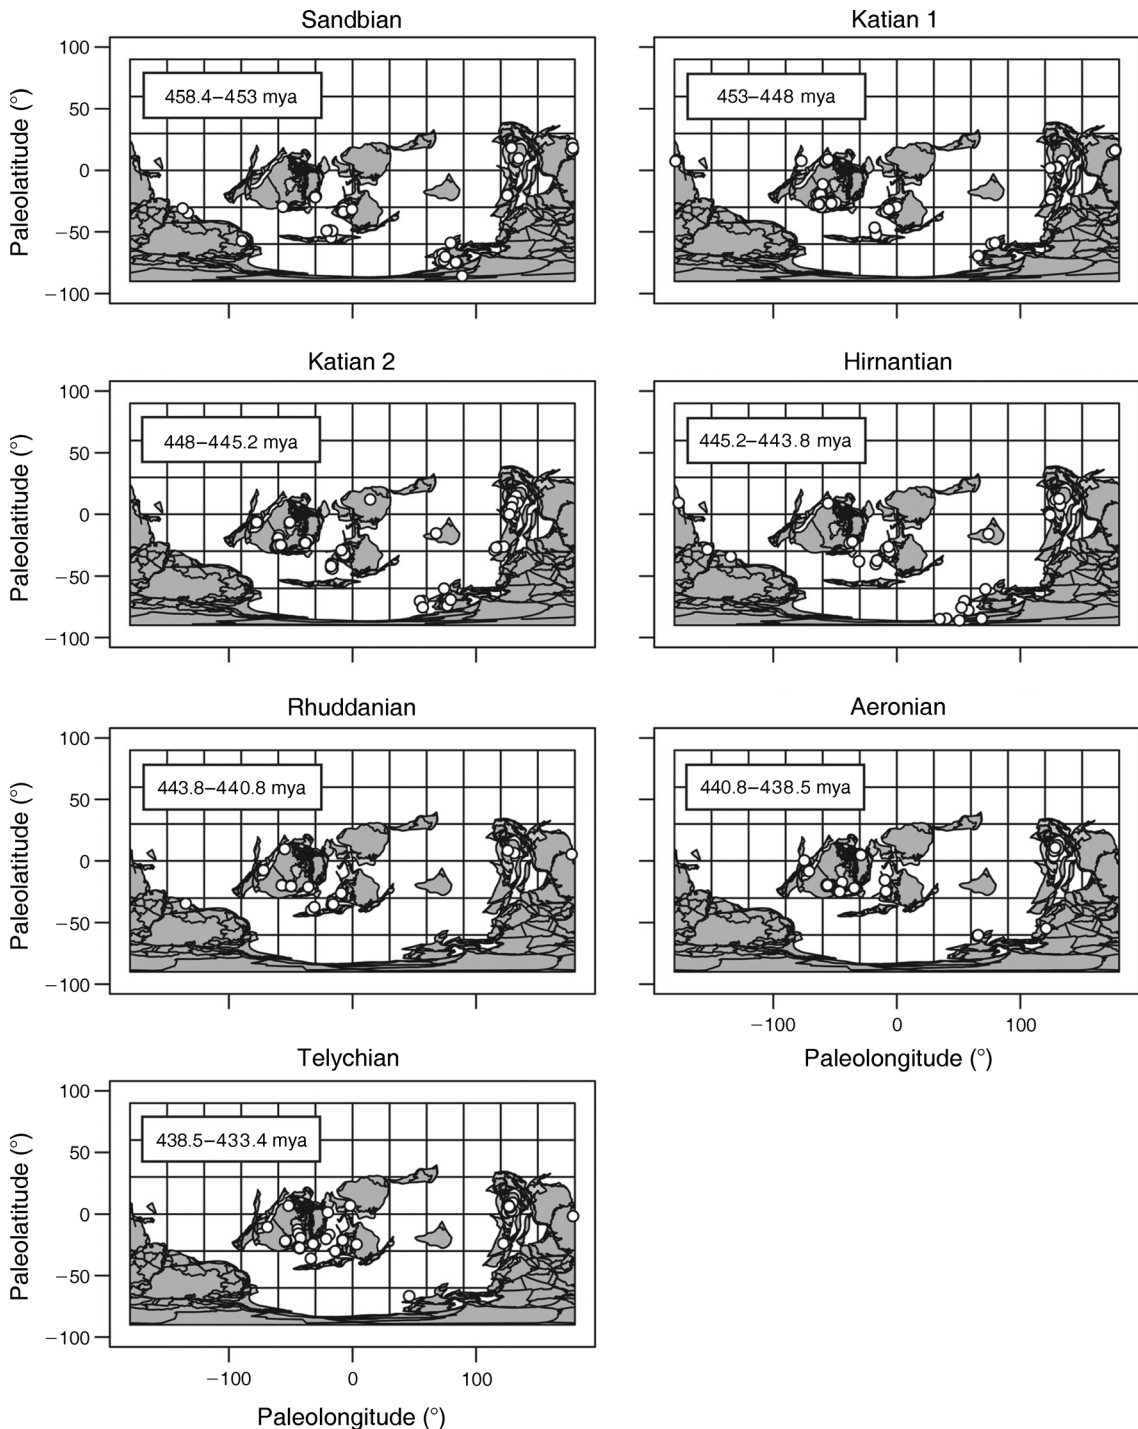 Sandbian
Katian 1
100
50
0
−50
−100
Paleolatitude (°)
458.4–453 mya
453–448 mya
Katian 2
Hirnantian
100
50
0
−50
−100
Paleolatitude (°)
448–445.2 mya
445.2–443.8 mya
Rhuddanian
Aeronian
100
50
0
−50
−100
Paleolatitude (°)
443.8–440.8 mya
440.8–438.5 mya
−100 0 100
Paleolongitude (°)
Telychian
100
50
0
−50
−100
Paleolatitude (°)
438.5–433.4 mya
−100 0 100
Paleolongitude (°)